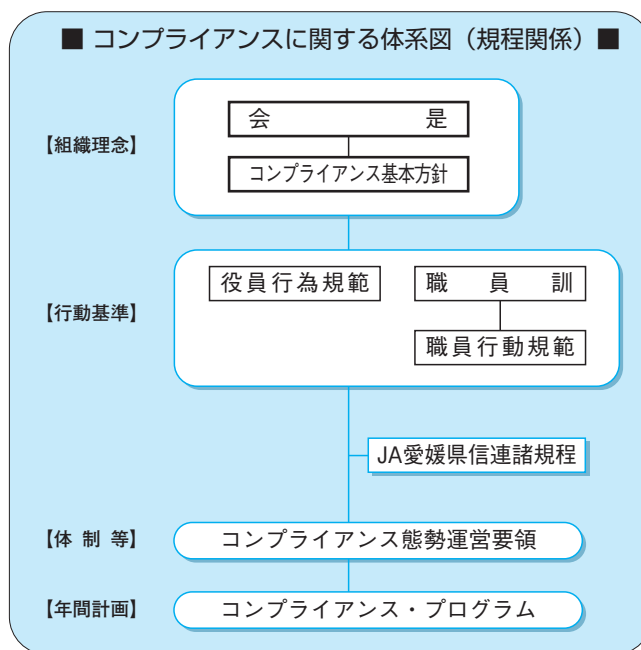 ■ コンプライアンスに関する体系図（規程関係）■
【組織理念】
会 是
コンプライアンス基本方針
【行動基準】
役員行為規範
職員訓
職員行動規範
JA愛媛県信連諸規程
【体 制 等】
コンプライアンス態勢運営要領
【年間計画】
コンプライアンス・プログラム